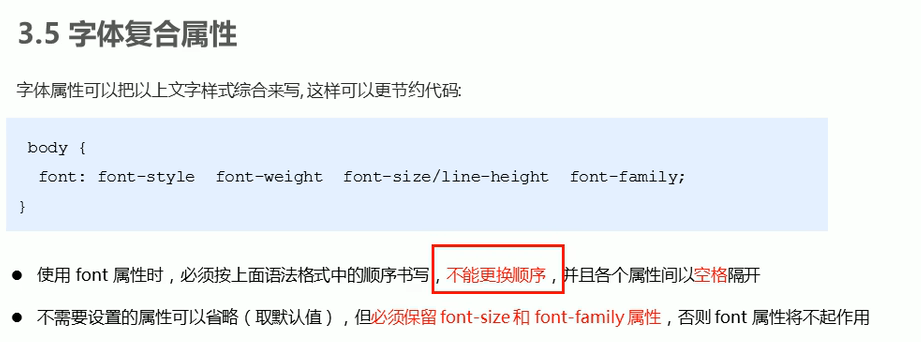 3.5 字体复合属性
字体属性可以把以上文字样式综合来写, 这样可以更节约代码:
body {
font: font-style font-weight font-size/line-height font-family;
}
● 使用 font 属性时，必须按上面语法格式中的顺序书写，不能更换顺序，并且各个属性间以空格隔开
● 不需要设置的属性可以省略（取默认值），但必须保留 font-size 和 font-family 属性，否则 font 属性将不起作用